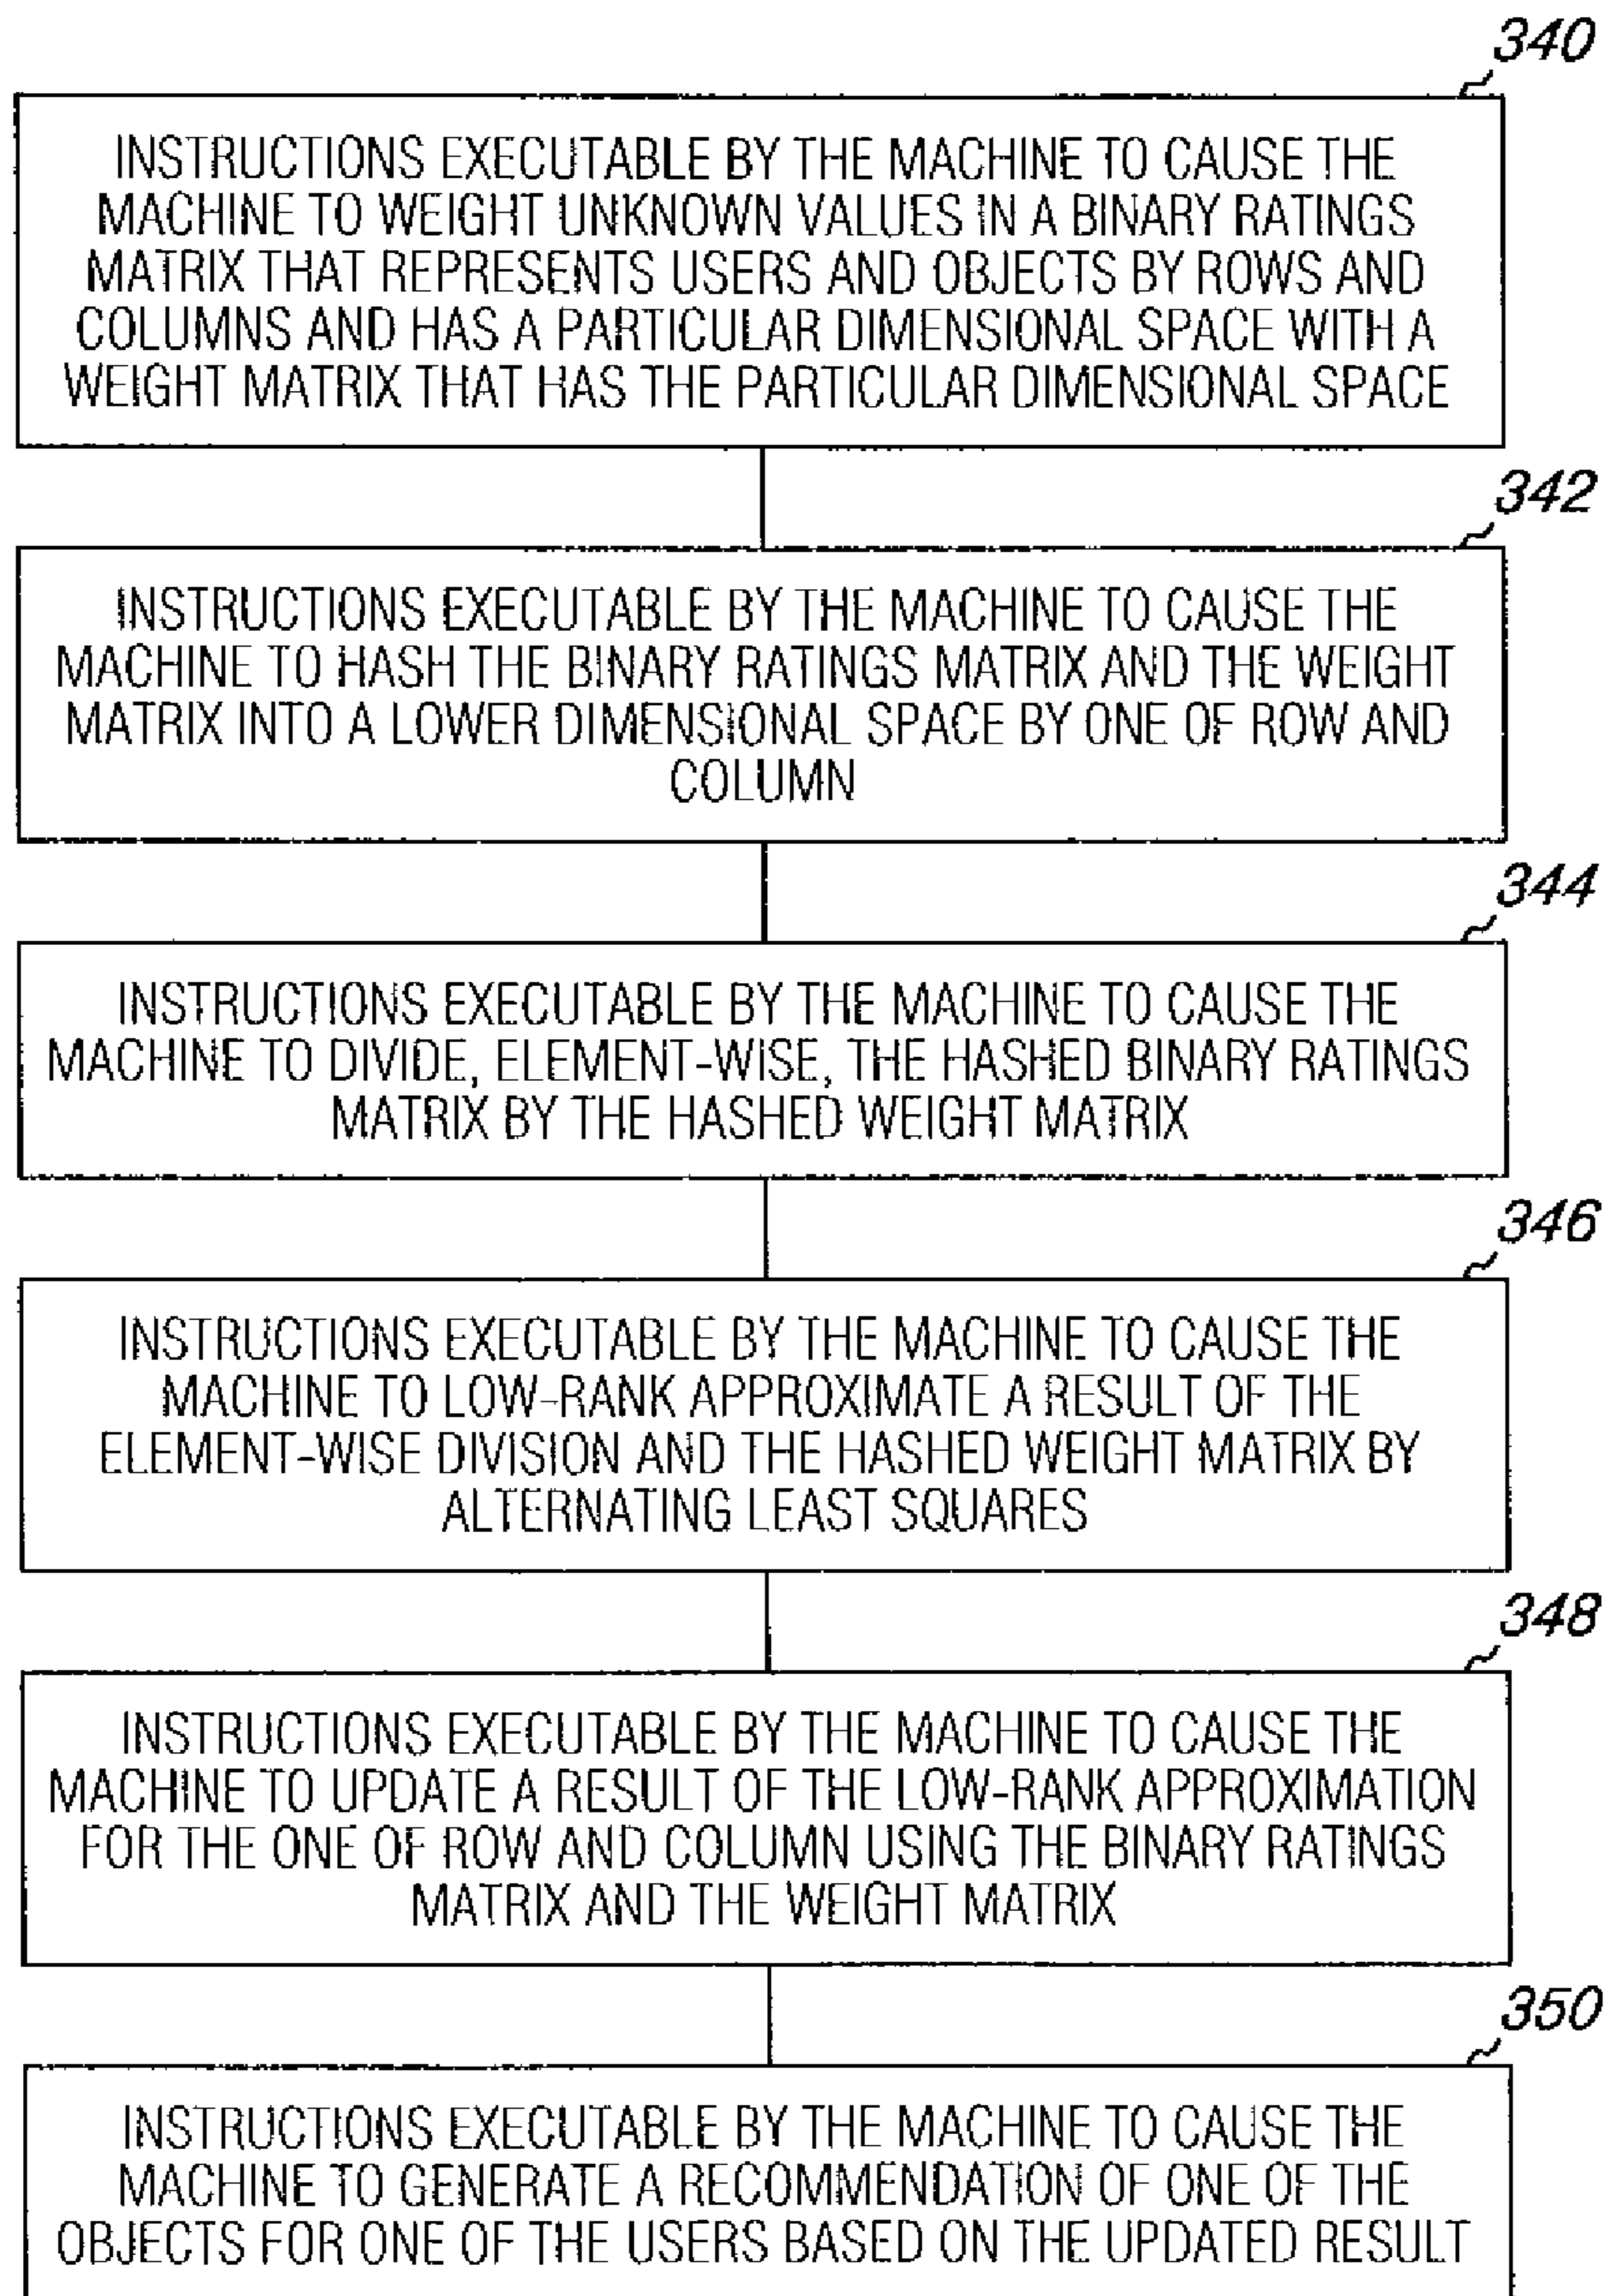 340
INSTRUCTIONS EXECUTABLE BY THE MACHINE TO CAUSE THE
MACHINE TO WEIGHT UNKNOWN VALUES IN A BINARY RATINGS
MATRIX THAT REPRESENTS USERS AND OBJECTS BY ROWS AND
COLUMNS AND HAS A PARTICULAR DIMENSIONAL SPACE WITH A
WEIGHT MATRIX THAT HAS THE PARTICULAR DIMENSIONAL SPACE
342
INSTRUCTIONS EXECUTABLE BY THE MACHINE TO CAUSE THE
MACHINE TO HASH THE BINARY RATINGS MATRIX AND THE WEIGHT
MATRIX INTO A LOWER DIMENSIONAL SPACE BY ONE OF ROW AND
COLUMN
344
INSTRUCTIONS EXECUTABLE BY THE MACHINE TO CAUSE THE
MACHINE TO DIVIDE, ELEMENT-WISE, THE HASHED BINARY RATINGS
MATRIX BY THE HASHED WEIGHT MATRIX
346
INSTRUCTIONS EXECUTABLE BY THE MACHINE TO CAUSE THE
MACHINE TO LOW-RANK APPROXIMATE A RESULT OF THE
ELEMENT-WISE DIVISION AND THE HASHED WEIGHT MATRIX BY
ALTERNATING LEAST SQUARES
348
INSTRUCTIONS EXECUTABLE BY THE MACHINE TO CAUSE THE
MACHINE TO UPDATE A RESULT OF THE LOW-RANK APPROXIMATION
FOR THE ONE OF ROW AND COLUMN USING THE BINARY RATINGS
MATRIX AND THE WEIGHT MATRIX
350
INSTRUCTIONS EXECUTABLE BY THE MACHINE TO CAUSE THE
MACHINE TO GENERATE A RECOMMENDATION OF ONE OF THE
OBJECTS FOR ONE OF THE USERS BASED ON THE UPDATED RESULT